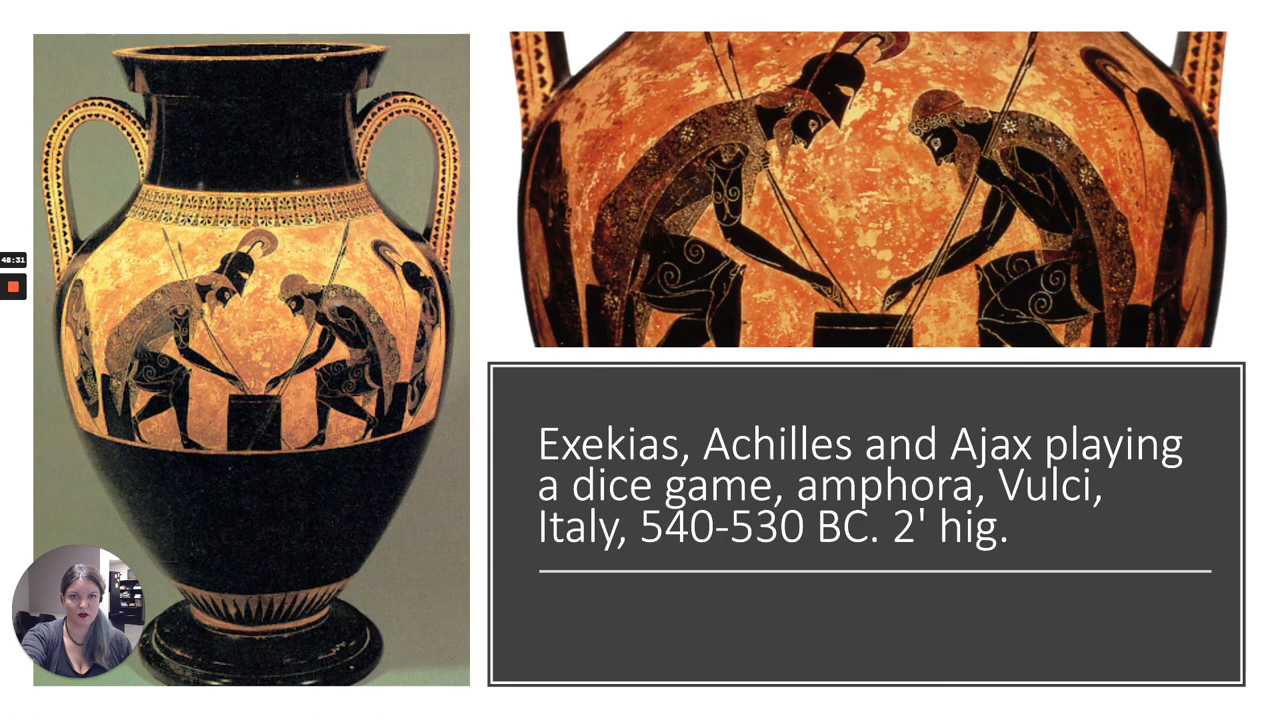 48:31
Exekias, Achilles and Ajax playing
a dice game, amphora, Vulci,
Italy, 540-530 BC. 2' hig.